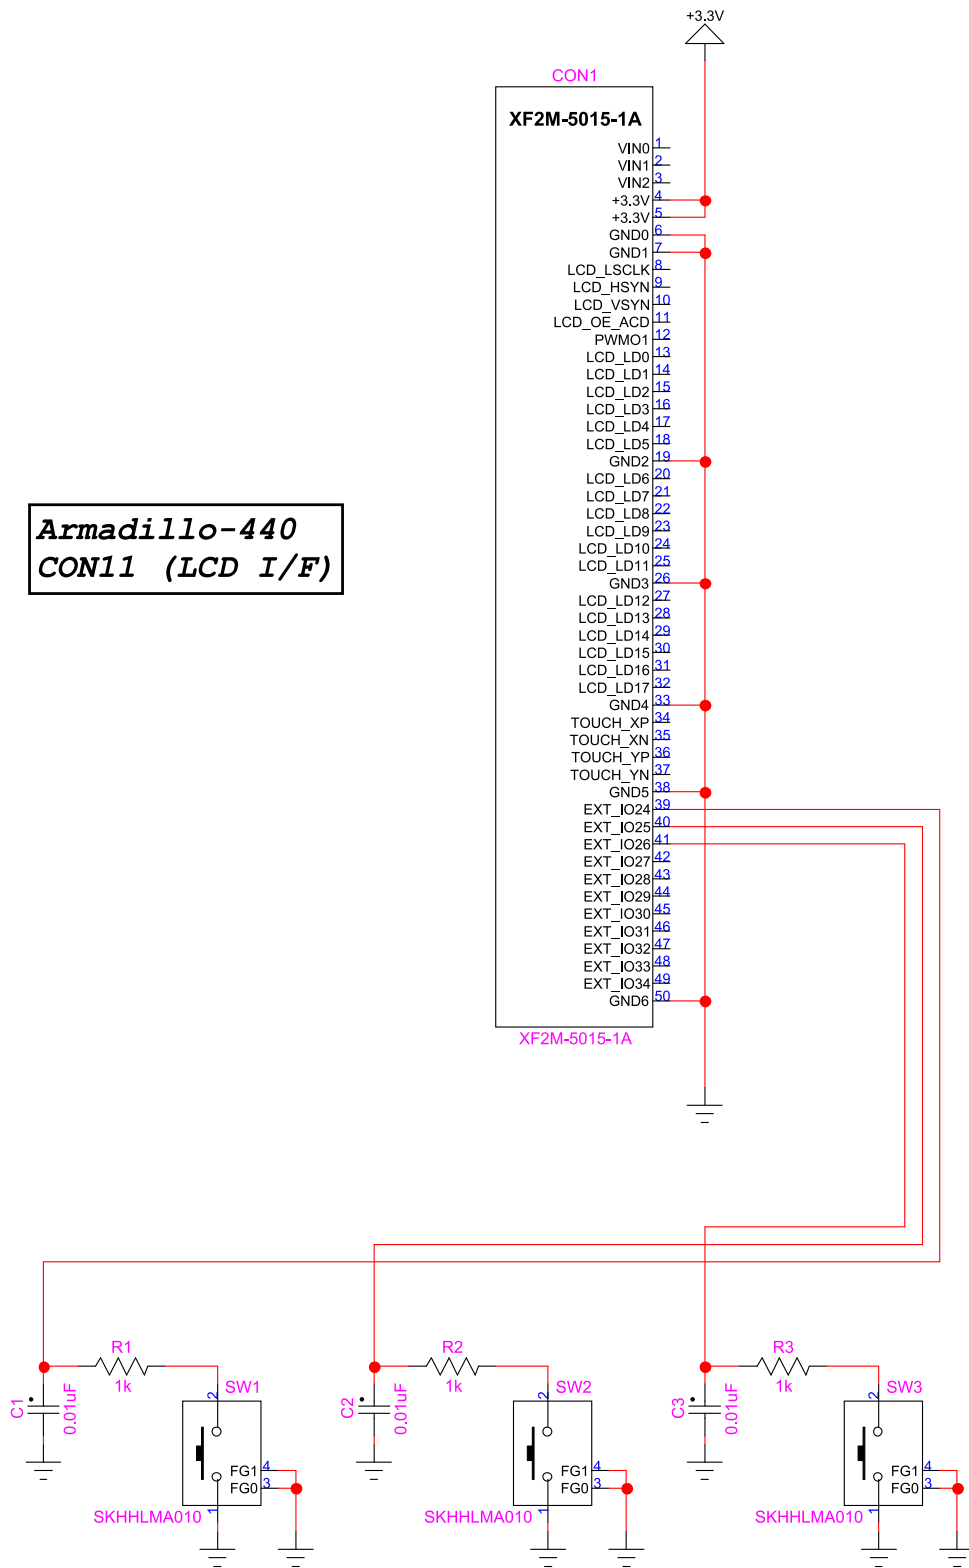 +3.3V
CON1
XF2M-5015-1A
VIN0 1
VIN1 2
VIN2 3
+3.3V 4
+3.3V 5
GND0 6
GND1 7
LCD_LSCLK 8
LCD_HSYN 9
LCD_VSYN 10
LCD_OE_ACD 11
PWMO1 12
LCD_LD0 13
LCD_LD1 14
LCD_LD2 15
LCD_LD3 16
LCD_LD4 17
LCD_LD5 18
GND2 19
LCD_LD6 20
LCD_LD7 21
LCD_LD8 22
LCD_LD9 23
LCD_LD10 24
LCD_LD11 25
GND3 26
LCD_LD12 27
LCD_LD13 28
LCD_LD14 29
LCD_LD15 30
LCD_LD16 31
LCD_LD17 32
GND4 33
TOUCH_XP 34
TOUCH_XN 35
TOUCH_YP 36
TOUCH_YN 37
GND5 38
EXT_IO24 39
EXT_IO25 40
EXT_IO26 41
EXT_IO27 42
EXT_IO28 43
EXT_IO29 44
EXT_IO30 45
EXT_IO31 46
EXT_IO32 47
EXT_IO33 48
EXT_IO34 49
GND6 50
XF2M-5015-1A
Armadillo-440
CON11 (LCD I/F)
R1
1k
C1
0.01uF
2
SW1
FG1 4
FG0 3
1
SKHHLMA010
R2
1k
C2
0.01uF
2
SW2
FG1 4
FG0 3
1
SKHHLMA010
R3
1k
C3
0.01uF
2
SW3
FG1 4
FG0 3
1
SKHHLMA010